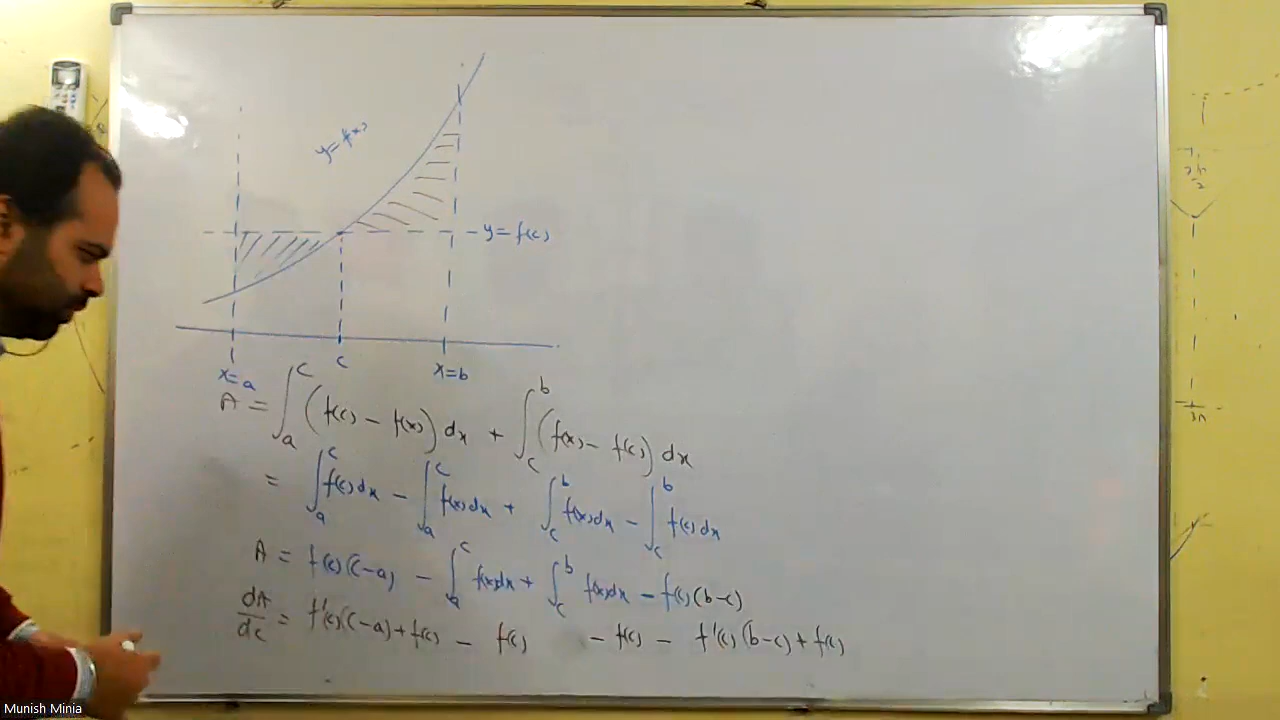 y = f(x)
y = f(c)
x=a c x=b
A = ∫_a^c (f(c) - f(x)) dx + ∫_c^b (f(x) - f(c)) dx
= ∫_a^c f(c) dx - ∫_a^c f(x) dx + ∫_c^b f(x) dx - ∫_c^b f(c) dx
A = f(c)(c-a) - ∫_a^c f(x) dx + ∫_c^b f(x) dx - f(c)(b-c)
dA/dc = f'(c)(c-a) + f(c) - f(c) - f(c) - f'(c)(b-c) + f(c)
Munish Minia